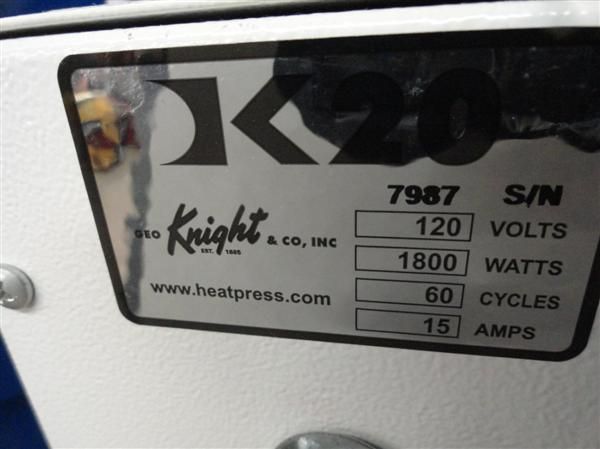 K20
7987 S/N
120 VOLTS
GEO Knight & CO, INC
EST. 1885
1800 WATTS
www.heatpress.com
60 CYCLES
15 AMPS